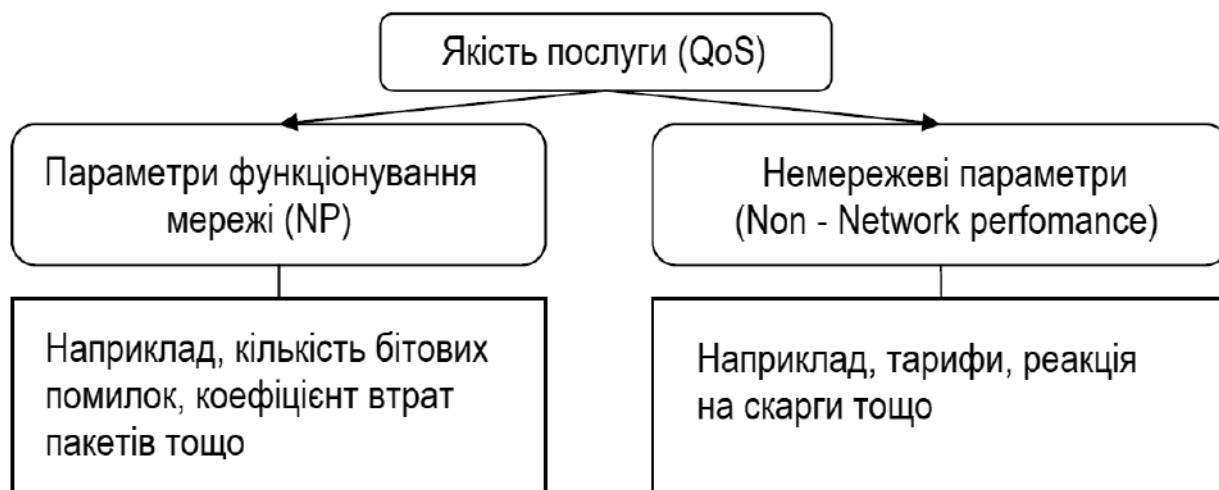 Якість послуги (QoS)
Параметри функціонування
мережі (NP)
Немережеві параметри
(Non - Network perfomance)
Наприклад, кількість бітових
помилок, коефіцієнт втрат
пакетів тощо
Наприклад, тарифи, реакція
на скарги тощо